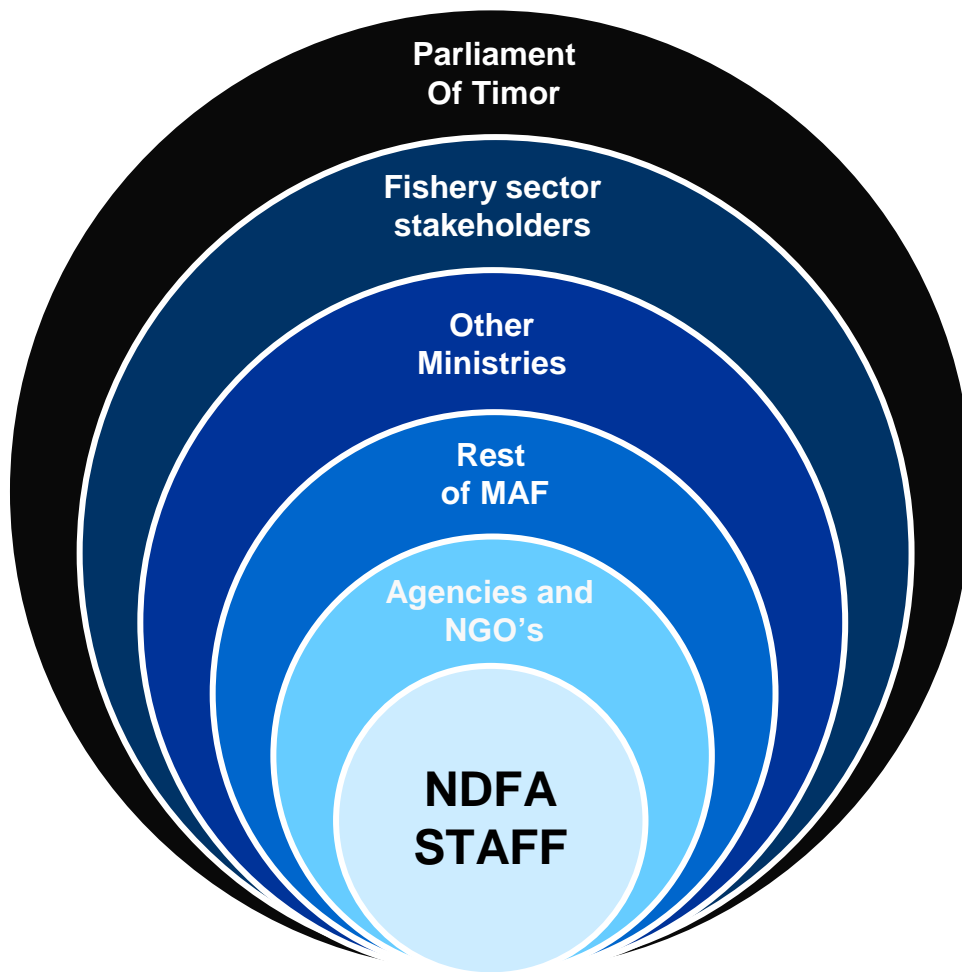 Parliament
Of Timor
Fishery sector
stakeholders
Other
Ministries
Rest
of MAF
Agencies and
NGO’s
NDFA
STAFF